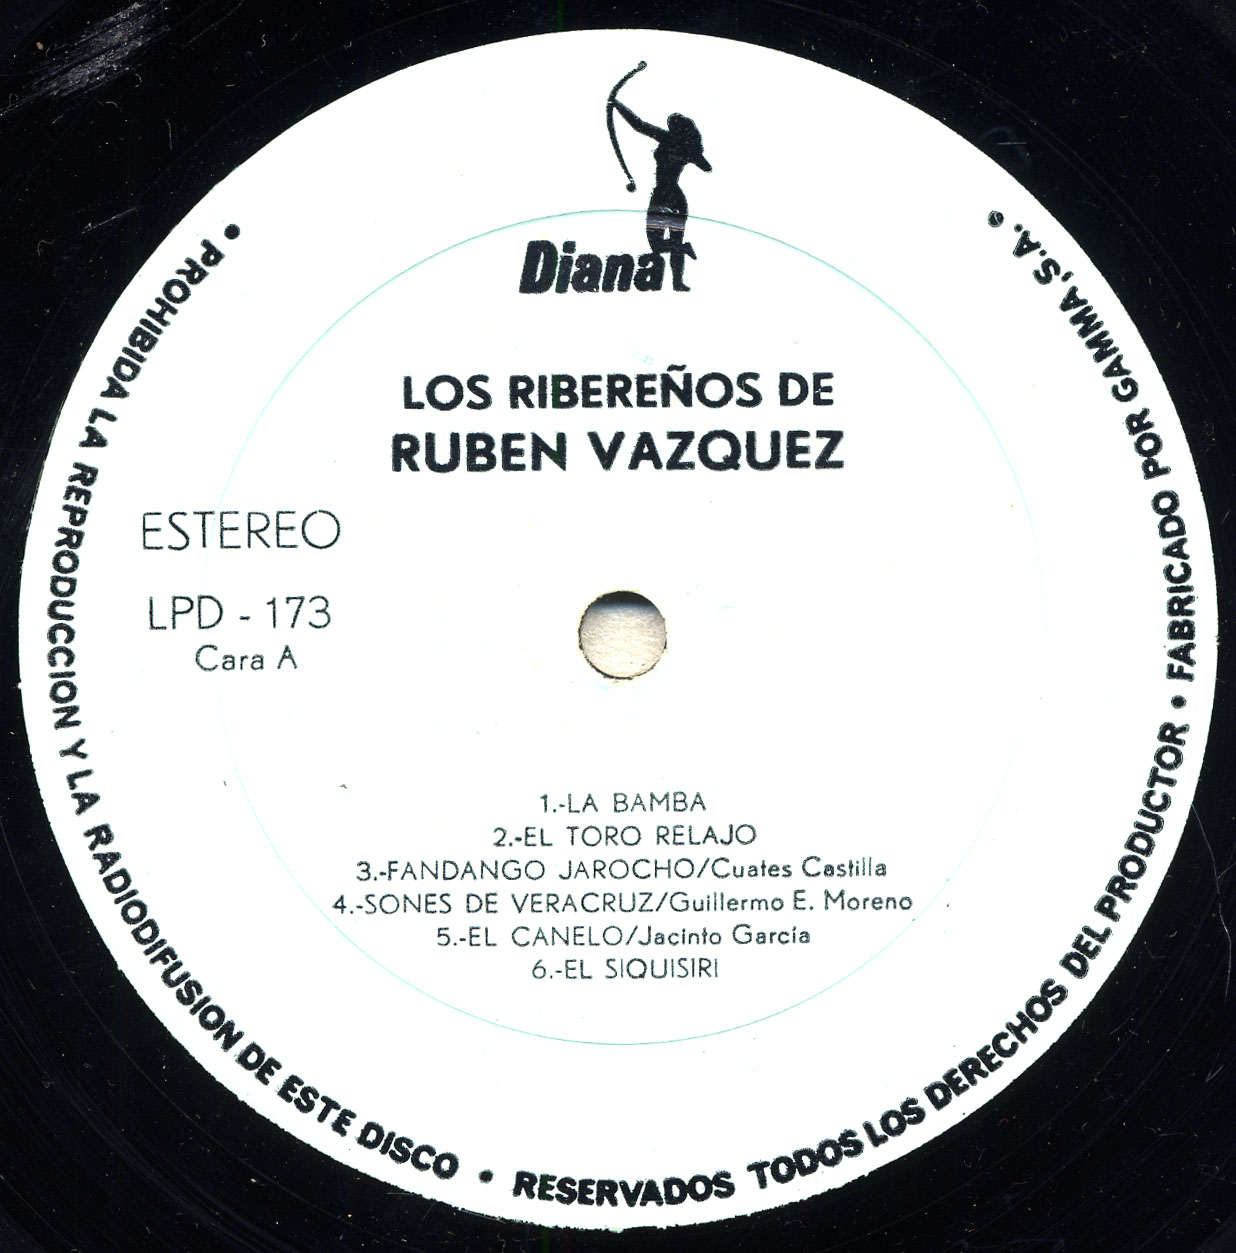 Diana
LOS RIBEREÑOS DE
RUBEN VAZQUEZ
ESTEREO
LPD - 173
Cara A
1.-LA BAMBA
2.-EL TORO RELAJO
3.-FANDANGO JAROCHO/Cuates Castilla
4.-SONES DE VERACRUZ/Guillermo E. Moreno
5.-EL CANELO/Jacinto García
6.-EL SIQUISIRI
• PROHIBIDA LA REPRODUCCION Y LA RADIODIFUSION DE ESTE DISCO • RESERVADOS TODOS LOS DERECHOS DEL PRODUCTOR • FABRICADO POR GAMMA, S.A. •